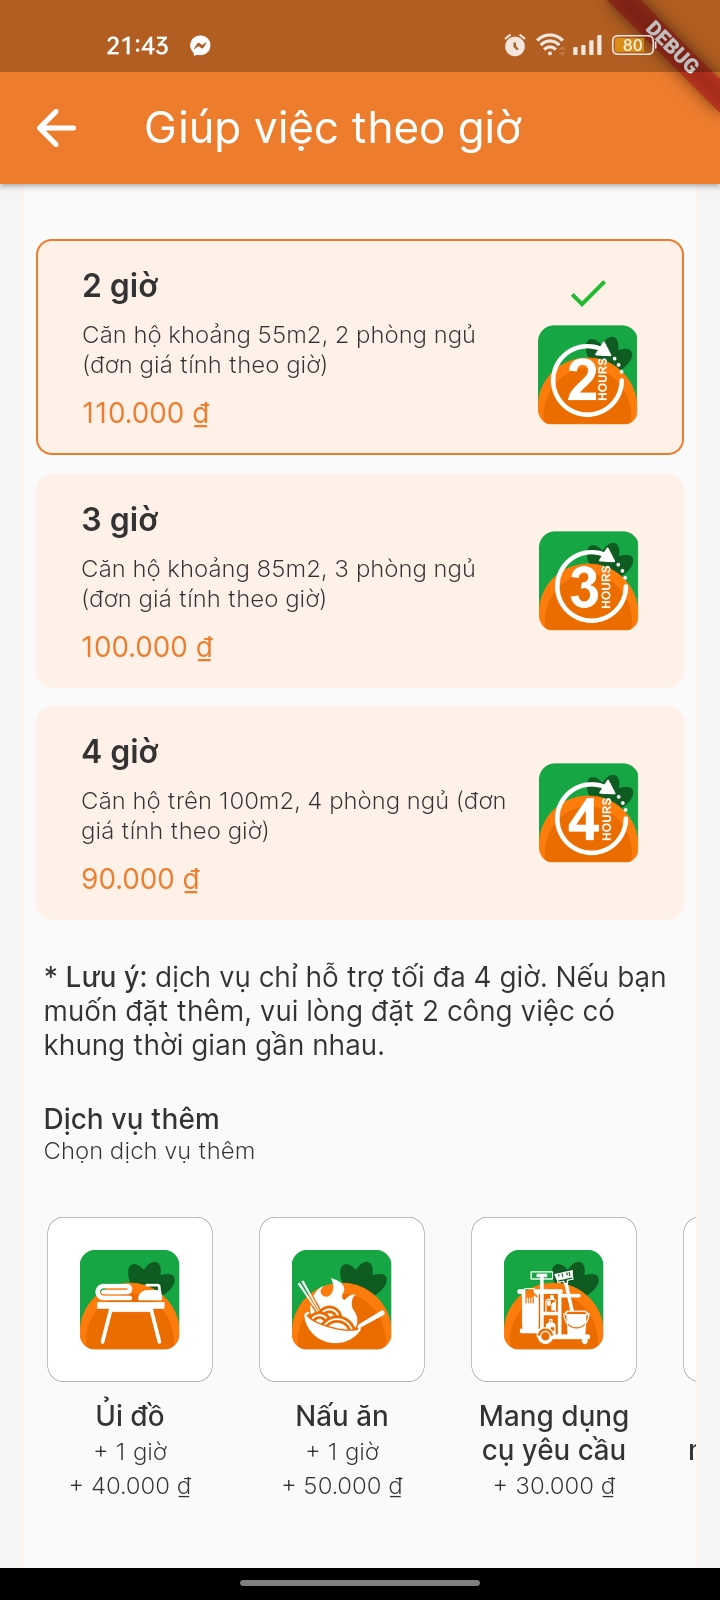 21:43
80
DEBUG
Giúp việc theo giờ
2 giờ
Căn hộ khoảng 55m2, 2 phòng ngủ
(đơn giá tính theo giờ)
110.000 ₫
2 HOURS
3 giờ
Căn hộ khoảng 85m2, 3 phòng ngủ
(đơn giá tính theo giờ)
100.000 ₫
3 HOURS
4 giờ
Căn hộ trên 100m2, 4 phòng ngủ (đơn
giá tính theo giờ)
90.000 ₫
4 HOURS
* Lưu ý: dịch vụ chỉ hỗ trợ tối đa 4 giờ. Nếu bạn
muốn đặt thêm, vui lòng đặt 2 công việc có
khung thời gian gần nhau.
Dịch vụ thêm
Chọn dịch vụ thêm
Ủi đồ
+ 1 giờ
+ 40.000 ₫
Nấu ăn
+ 1 giờ
+ 50.000 ₫
Mang dụng
cụ yêu cầu
+ 30.000 ₫